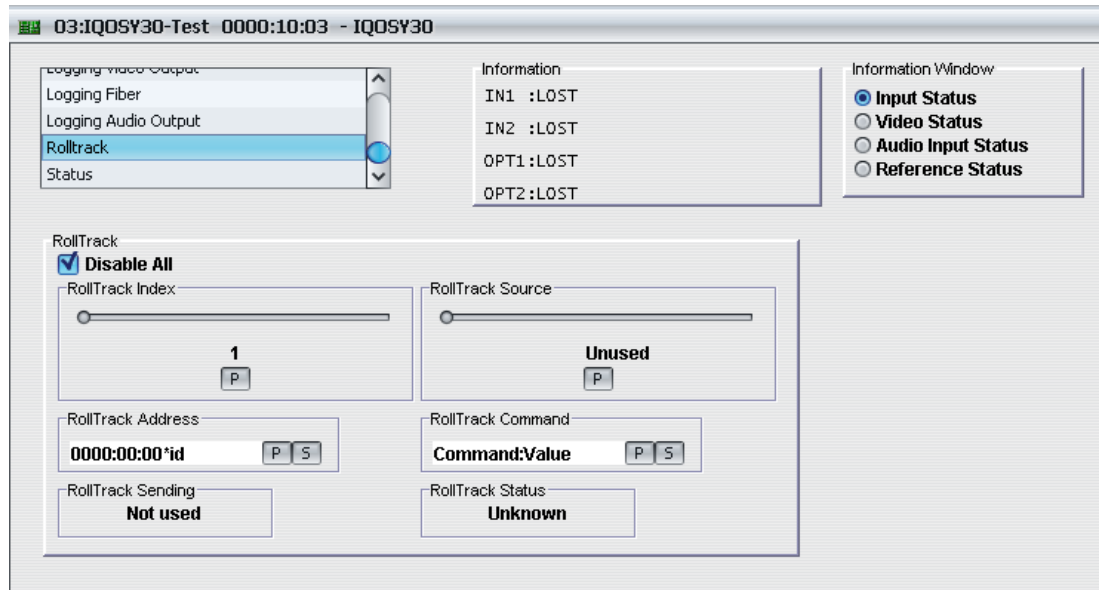 03:IQOSY30-Test 0000:10:03 - IQOSY30
Logging Video Output
Logging Fiber
Logging Audio Output
Rolltrack
Status
Information
IN1 :LOST
IN2 :LOST
OPT1:LOST
OPT2:LOST
Information Window
Input Status
Video Status
Audio Input Status
Reference Status
RollTrack
Disable All
RollTrack Index
1
P
RollTrack Source
Unused
P
RollTrack Address
0000:00:00*id P S
RollTrack Command
Command:Value P S
RollTrack Sending
Not used
RollTrack Status
Unknown